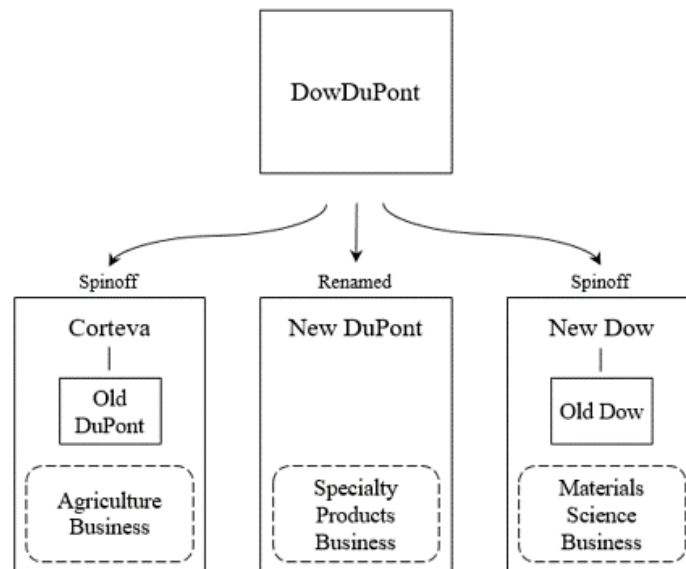 DowDuPont
Spinoff
Renamed
Spinoff
Corteva
New DuPont
New Dow
Old
DuPont
Old Dow
Agriculture
Business
Specialty
Products
Business
Materials
Science
Business